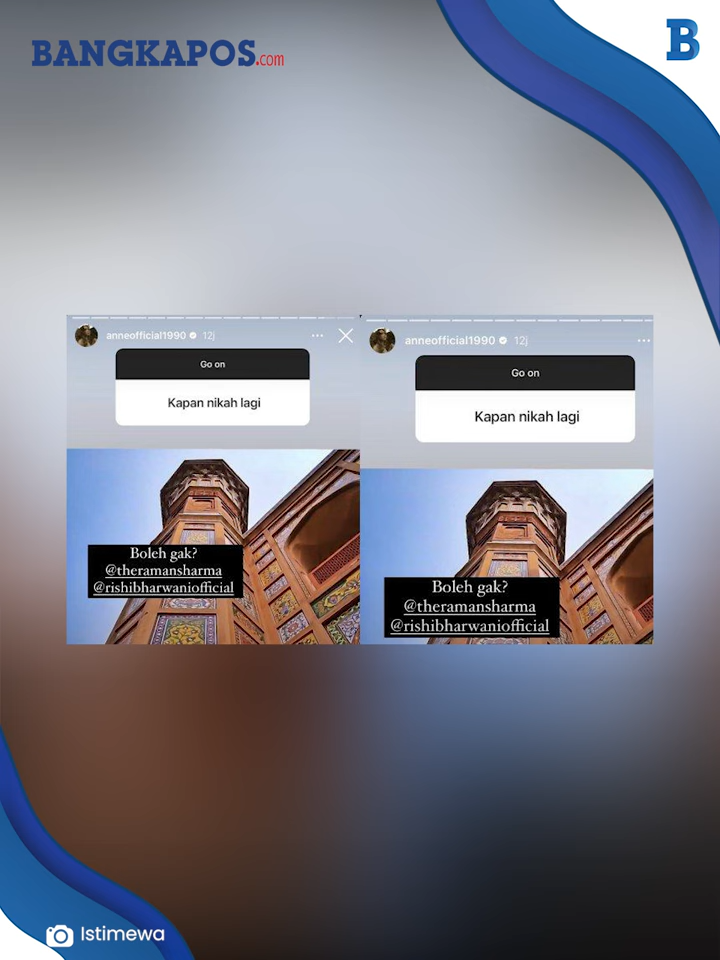 BANGKAPOS.com
B
anneofficial1990 12j
Go on
Kapan nikah lagi
Boleh gak?
@theramansharma
@rishibharwaniofficial
anneofficial1990 12j
Go on
Kapan nikah lagi
Boleh gak?
@theramansharma
@rishibharwaniofficial
Istimewa